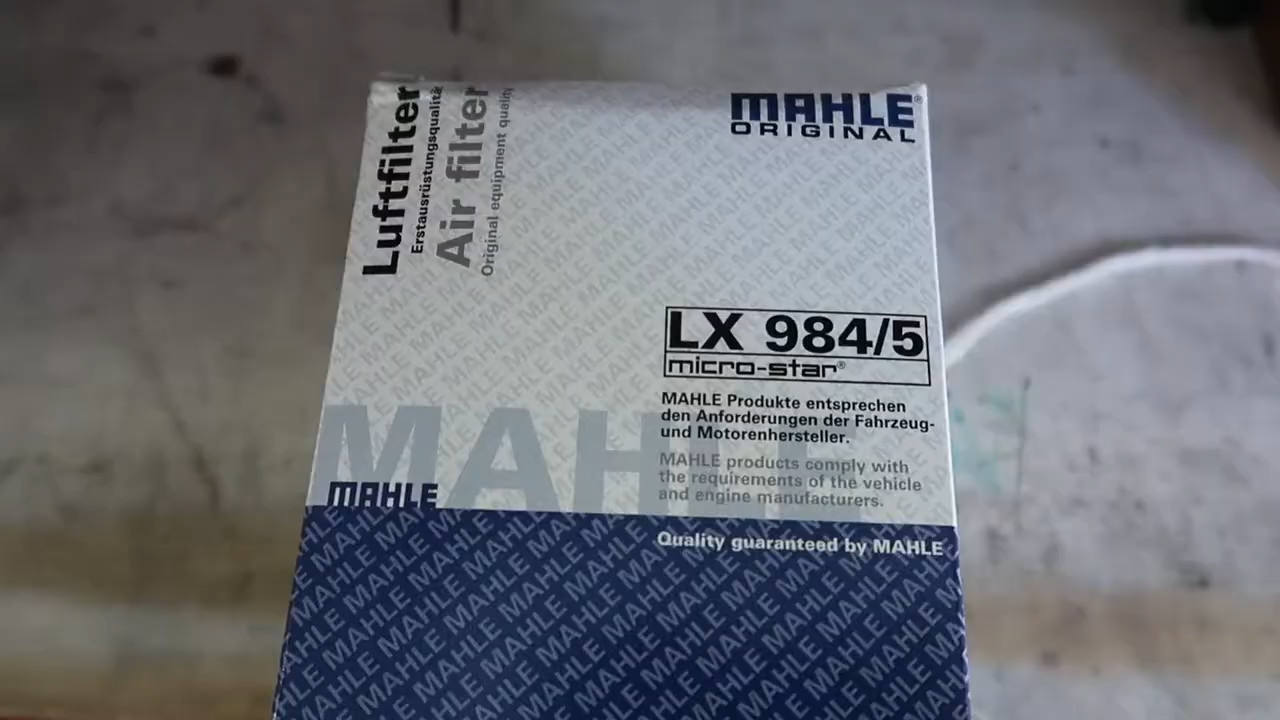 Luftfilter
Erstausrüstungsqualität
Air filter
Original equipment quality
MAHLE®
ORIGINAL
LX 984/5
micro-star®
MAHLE Produkte entsprechen
den Anforderungen der Fahrzeug-
und Motorenhersteller.
MAHLE products comply with
the requirements of the vehicle
and engine manufacturers.
MAHLE
MAHLE
Quality guaranteed by MAHLE